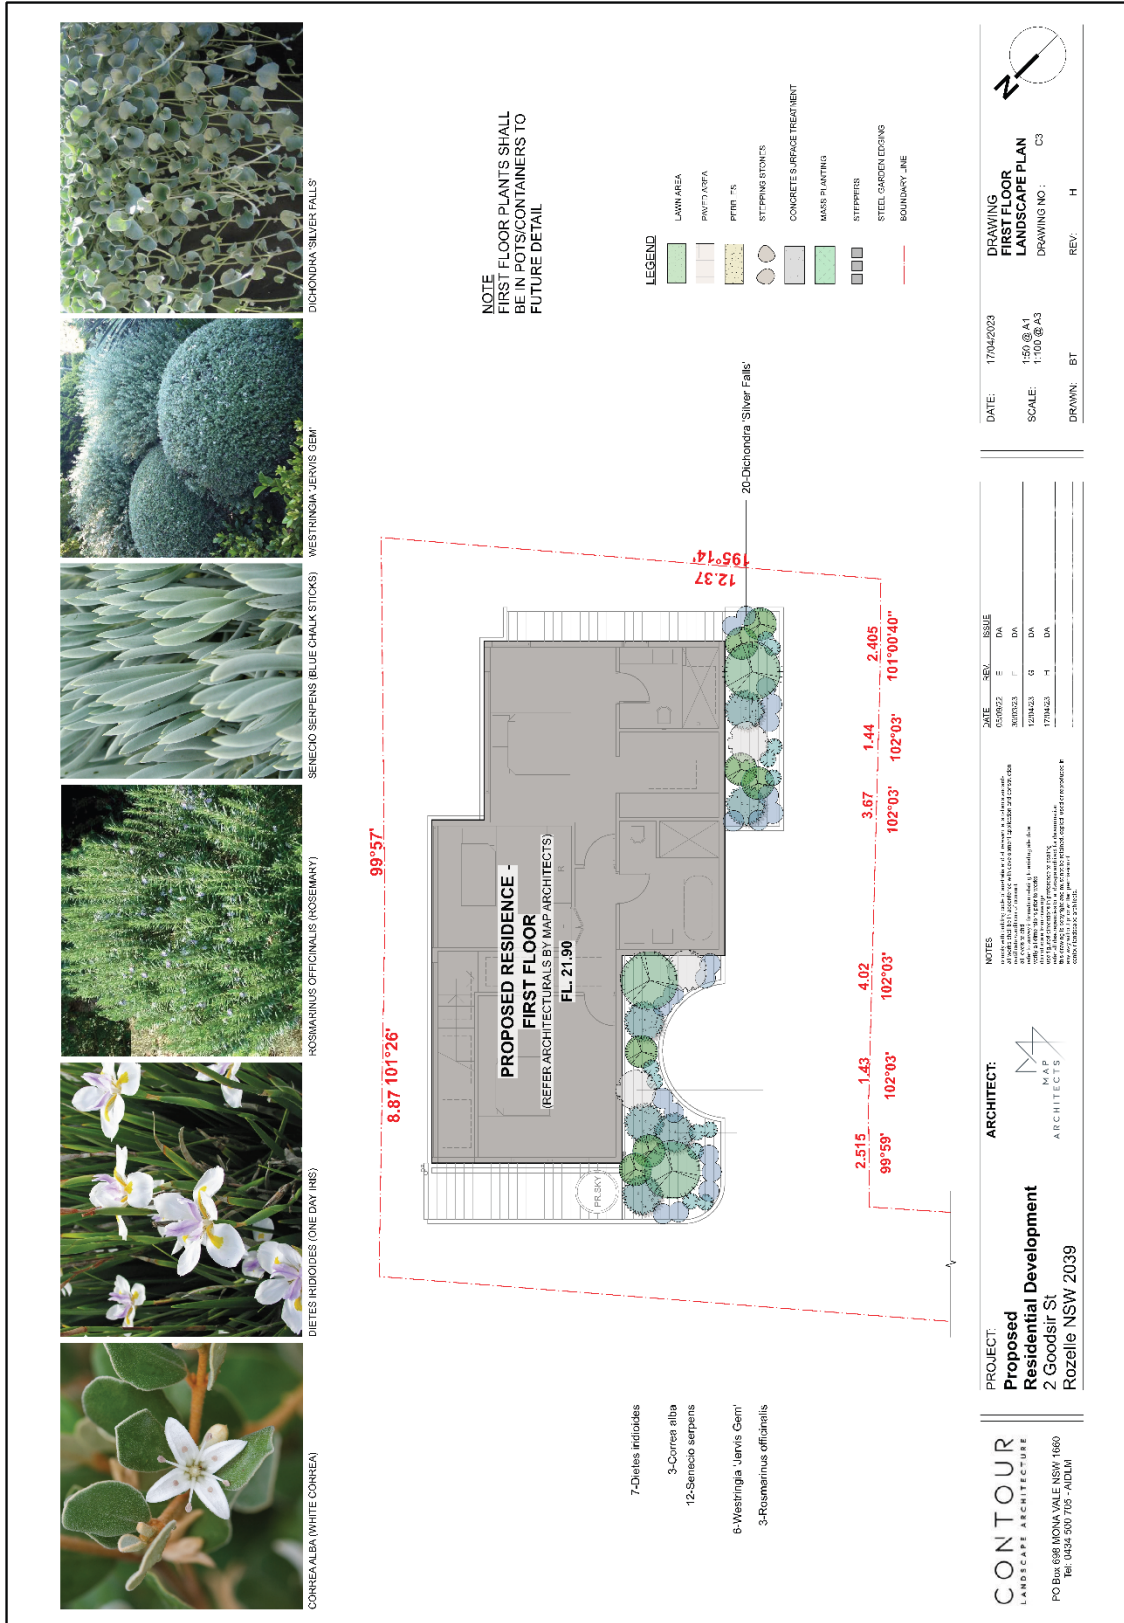 CORREA ALBA (WHITE CORREA)
DIETES IRIDIOIDES (ONE DAY IRIS)
ROSMARINUS OFFICINALIS (ROSEMARY)
SENECIO SERPENS (BLUE CHALK STICKS)
WESTRINGIA 'JERVIS GEM'
DICHONDRA 'SILVER FALLS'
NOTE
FIRST FLOOR PLANTS SHALL
BE IN POTS/CONTAINERS TO
FUTURE DETAIL
LEGEND
LAWN AREA
PAVED AREA
PEBBLES
STEPPING STONES
CONCRETE SURFACE TREATMENT
MASS PLANTING
STEPPERS
STEEL GARDEN EDGING
BOUNDARY LINE
8.87 101°26'
99°57'
12.37
195°14'
PROPOSED RESIDENCE -
FIRST FLOOR
(REFER ARCHITECTURALS BY MAP ARCHITECTS)
FL. 21.90
PR.SKY
20-Dichondra 'Silver Falls'
2.515
99°59'
1.43
102°03'
4.02
102°03'
3.67
102°03'
1.44
102°03'
2.405
101°00'40"
7-Dietes iridioides
3-Correa alba
12-Senecio serpens
6-Westringia 'Jervis Gem'
3-Rosmarinus officinalis
CONTOUR
LANDSCAPE ARCHITECTURE
PO Box 698 MONA VALE NSW 1660
Tel: 0434 500 705 - AIDLM
PROJECT:
Proposed
Residential Development
2 Goodsir St
Rozelle NSW 2039
ARCHITECT:
MAP
ARCHITECTS
NOTES
DATE REV. ISSUE
05/09/22 E DA
30/03/23 F DA
12/04/23 G DA
17/04/23 H DA
DATE: 17/04/2023
SCALE: 1:50 @ A1
1:100 @ A3
DRAWN: BT
DRAWING
FIRST FLOOR
LANDSCAPE PLAN
DRAWING NO.: C3
REV: H
N